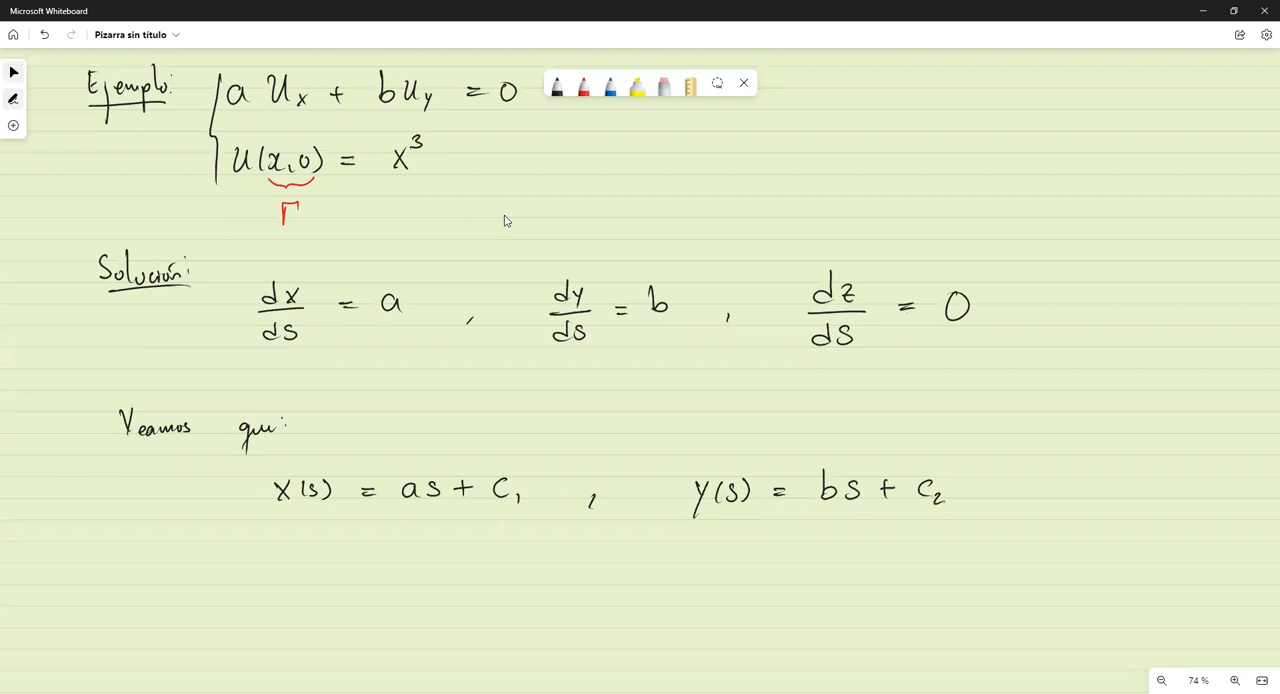 Microsoft Whiteboard
Pizarra sin título
Ejemplo: a Ux + b Uy = 0
U(x,0) = x³
Γ
Solución: dx/ds = a , dy/ds = b , dz/ds = 0
Veamos que:
x(s) = as + c₁ , y(s) = bs + c₂
74 %